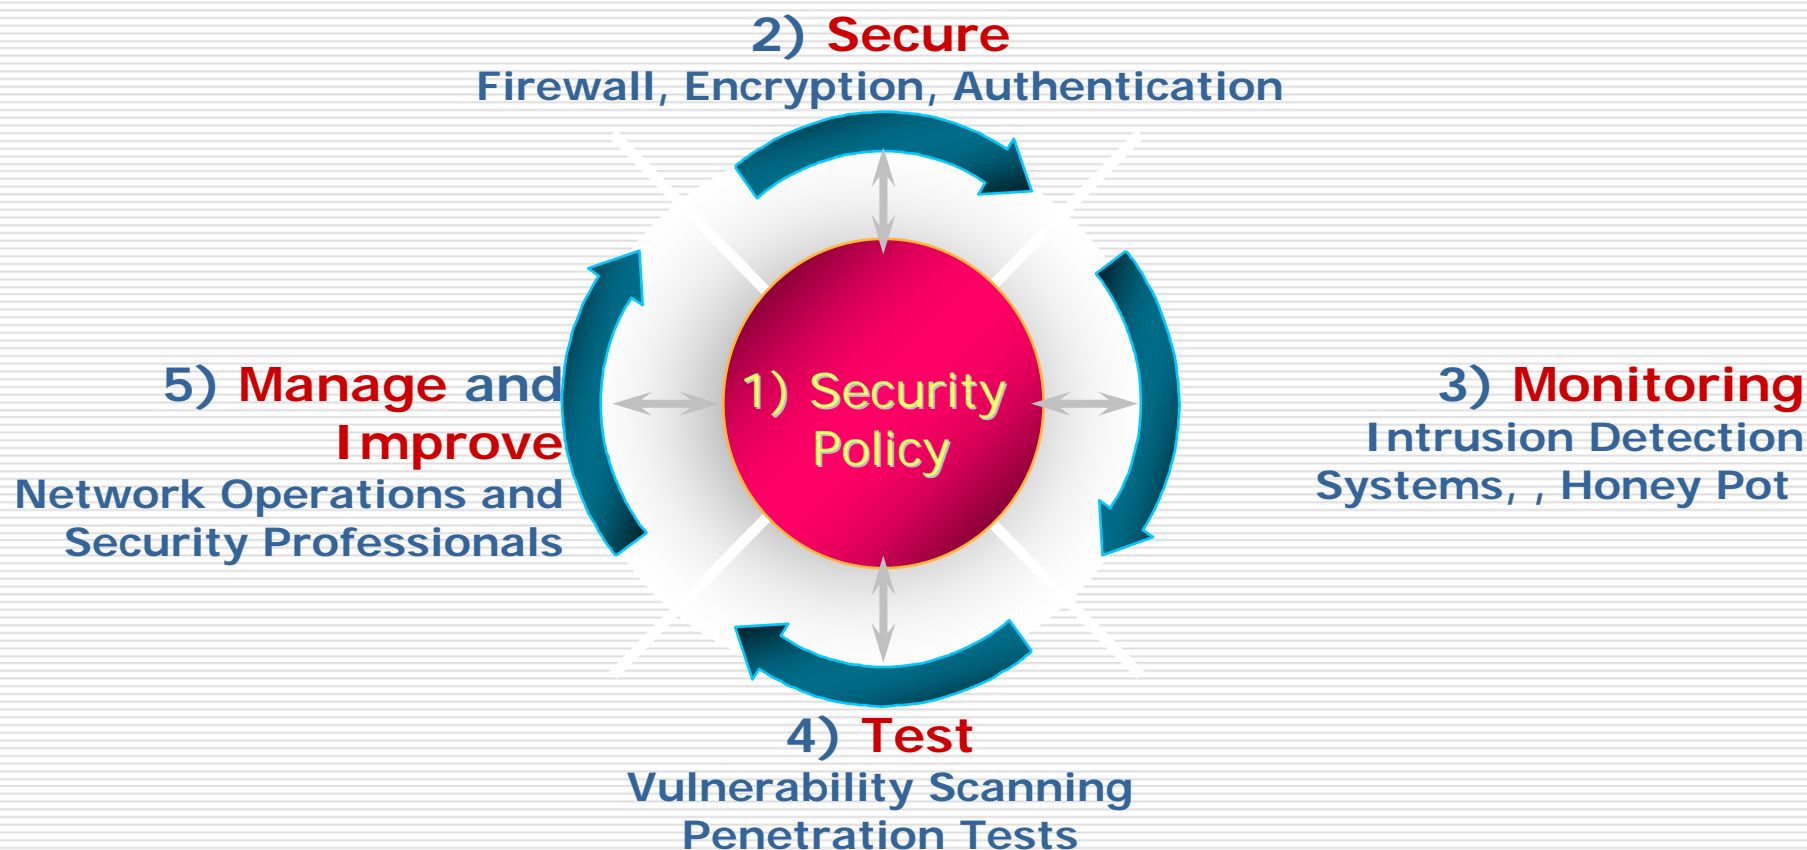 2) Secure
Firewall, Encryption, Authentication
1) Security
Policy
3) Monitoring
Intrusion Detection
Systems, , Honey Pot
4) Test
Vulnerability Scanning
Penetration Tests
5) Manage and
Improve
Network Operations and
Security Professionals